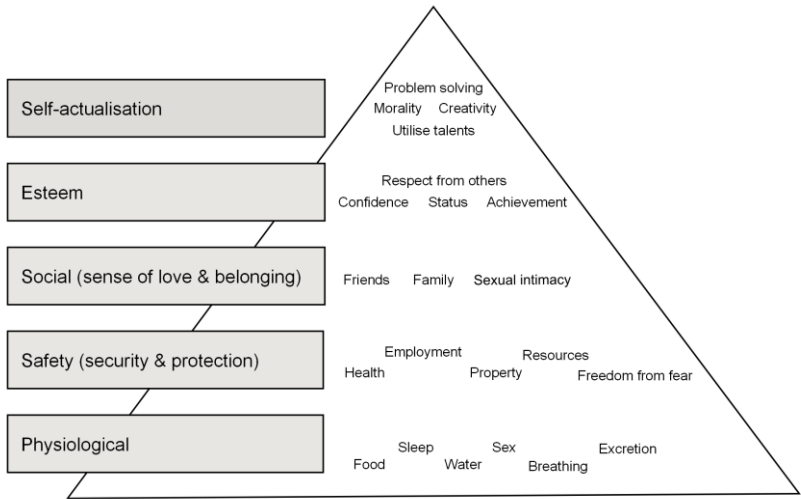 Self-actualisation
Problem solving
Morality Creativity
Utilise talents
Esteem
Respect from others
Confidence Status Achievement
Social (sense of love & belonging)
Friends Family Sexual intimacy
Safety (security & protection)
Employment Resources
Health Property Freedom from fear
Physiological
Sleep Sex Excretion
Food Water Breathing